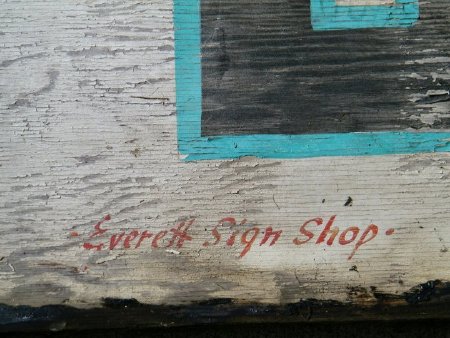 · Everett Sign Shop ·